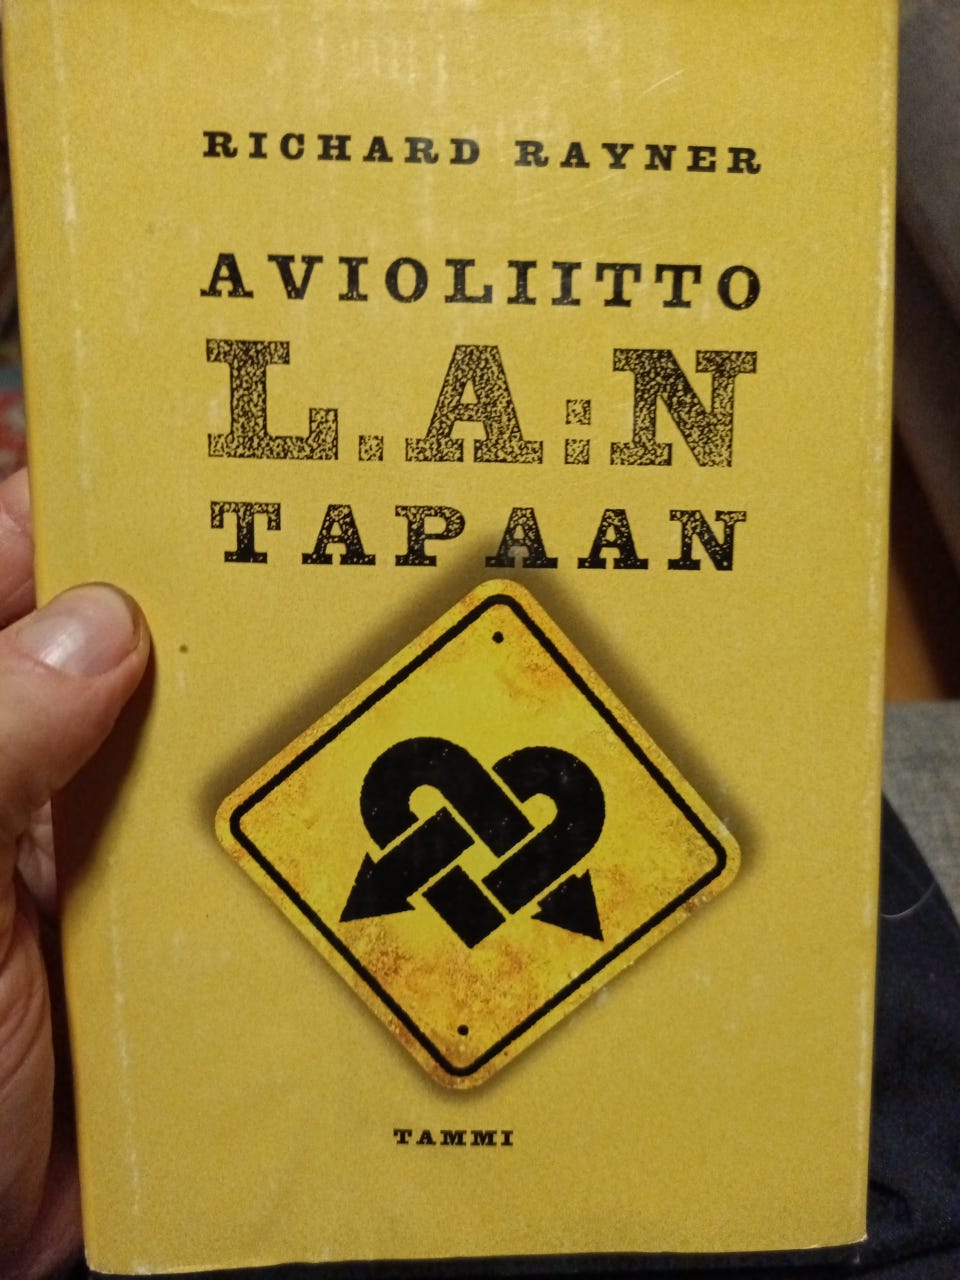 RICHARD RAYNER
AVIOLIITTO
L.A:N
TAPAAN
TAMMI